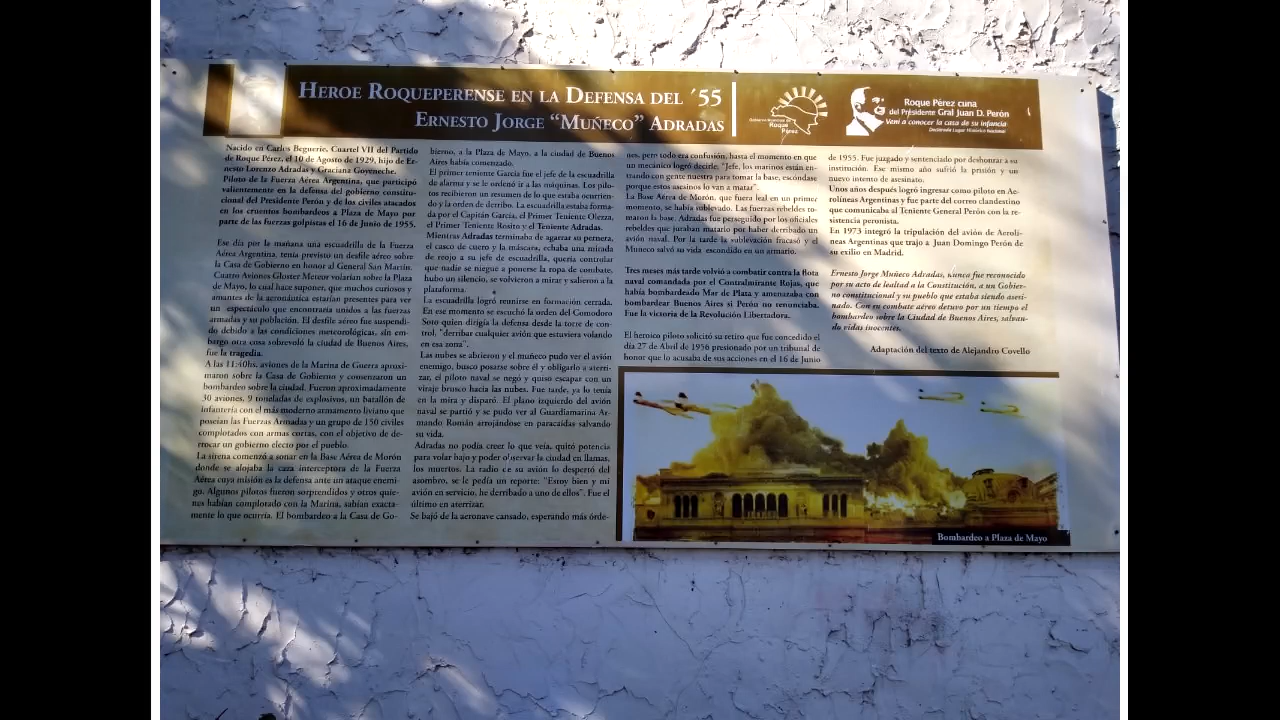 HEROE ROQUEPERENSE EN LA DEFENSA DEL ´55
ERNESTO JORGE “MUÑECO” ADRADAS
Gobierno Municipal de
Roque
Pérez
Roque Pérez cuna
del Présidente Gral Juan D. Perón
Vení a conocer la casa de su infancia
Declarada Lugar Histórico Nacional
Nacido en Carlos Beguerie, Cuartel VII del Partido
de Roque Pérez, el 10 de Agosto de 1929, hijo de Er-
nesto Lorenzo Adradas y Graciana Goyeneche.
Piloto de la Fuerza Aérea Argentina, que participó
valientemente en la defensa del gobierno constitu-
cional del Presidente Perón y de los civiles atacados
en los cruentos bombardeos a Plaza de Mayo por
parte de las fuerzas golpistas el 16 de Junio de 1955.
Ese día por la mañana una escuadrilla de la Fuerza
Aérea Argentina, tenía previsto un desfile aéreo sobre
la Casa de Gobierno en honor al General San Martín.
Cuatro Aviones Gloster Meteor volarían sobre la Plaza
de Mayo, lo cual hace suponer, que muchos curiosos y
amantes de la aeronáutica estarían presentes para ver
un espectáculo que encontraría unidos a las fuerzas
armadas y su población. El desfile aéreo fue suspendi-
do debido a las condiciones meteorológicas, sin em-
bargo otra cosa sobrevoló la ciudad de Buenos Aires,
fue la tragedia.
A las 11:40hs. aviones de la Marina de Guerra aproxi-
maron sobre la Casa de Gobierno y comenzaron un
bombardeo sobre la ciudad. Fueron aproximadamente
30 aviones, 9 toneladas de explosivos, un batallón de
infantería con el más moderno armamento liviano que
poseían las Fuerzas Armadas y un grupo de 150 civiles
complotados con armas cortas, con el objetivo de de-
rrocar un gobierno electo por el pueblo.
La sirena comenzó a sonar en la Base Aérea de Morón
donde se alojaba la caza interceptora de la Fuerza
Aérea cuya misión es la defensa ante un ataque enemi-
go. Algunos pilotos fueron sorprendidos y otros quie-
nes habían complotado con la Marina, sabían exacta-
mente lo que ocurría. El bombardeo a la Casa de Go-
bierno, a la Plaza de Mayo, a la ciudad de Buenos
Aires había comenzado.
El primer teniente García fue el jefe de la escuadrilla
de alarma y se le ordenó ir a las máquinas. Los pilo-
tos recibieron un resumen de lo que estaba ocurrien-
do y la orden de derribo. La escuadrilla estaba forma-
da por el Capitán García, el Primer Teniente Olezza,
el Primer Teniente Rosito y el Teniente Adradas.
Mientras Adradas terminaba de agarrar su pernera,
el casco de cuero y la máscara, echaba una mirada
de reojo a su jefe de escuadrilla, quería controlar
que nadie se niegue a ponerse la ropa de combate,
hubo un silencio, se volvieron a mirar y salieron a la
plataforma.
La escuadrilla logró reunirse en formación cerrada.
En ese momento se escuchó la orden del Comodoro
Soto quien dirigía la defensa desde la torre de con-
trol, "derribar cualquier avión que estuviera volando
en esa zona".
Las nubes se abrieron y el muñeco pudo ver el avión
enemigo, busco posarse sobre él y obligarlo a aterri-
zar, el piloto naval se negó y quiso escapar con un
viraje brusco hacia las nubes. Fue tarde, ya lo tenía
en la mira y disparó. El plano izquierdo del avión
naval se partió y se pudo ver al Guardiamarina Ar-
mando Román arrojándose en paracaídas salvando
su vida.
Adradas no podía creer lo que veía, quitó potencia
para volar bajo y poder observar la ciudad en llamas,
los muertos. La radio de su avión lo despertó del
asombro, se le pedía un reporte: "Estoy bien y mi
avión en servicio, he derribado a uno de ellos". Fue el
último en aterrizar.
Se bajó de la aeronave cansado, esperando más órde-
nes, pero todo era confusión, hasta el momento en que
un mecánico logró decirle, "Jefe, los marinos están en-
trando con gente nuestra para tomar la base, escóndase
porque estos asesinos lo van a matar".
La Base Aérea de Morón, que fuera leal en un primer
momento, se había sublevado. Las fuerzas rebeldes to-
maron la base. Adradas fue perseguido por los oficiales
rebeldes que juraban matarlo por haber derribado un
avión naval. Por la tarde la sublevación fracasó y el
Muneco salvó su vida escondido en un armario.
Tres meses más tarde volvió a combatir contra la flota
naval comandada por el Contralmirante Rojas, que
había bombardeado Mar de Plata y amenazaba con
bombardear Buenos Aires si Perón no renunciaba.
Fue la victoria de la Revolución Libertadora.
El heroico piloto solicitó su retiro que fue concedido el
día 27 de Abril de 1956 presionado por un tribunal de
honor que lo acusaba de sus acciones en el 16 de Junio
de 1955. Fue juzgado y sentenciado por deshonrar a su
institución. Ese mismo año sufrió la prisión y un
nuevo intento de asesinato.
Unos años después logró ingresar como piloto en Ae-
rolíneas Argentinas y fue parte del correo clandestino
que comunicaba al Teniente General Perón con la re-
sistencia peronista.
En 1973 integró la tripulación del avión de Aerolí-
neas Argentinas que trajo a Juan Domingo Perón de
su exilio en Madrid.
Ernesto Jorge Muñeco Adradas, nunca fue reconocido
por su acto de lealtad a la Constitución, a un Gobier-
no constitucional y su pueblo que estaba siendo asesi-
nado. Con su combate aéreo detuvo por un tiempo el
bombardeo sobre la Ciudad de Buenos Aires, salvan-
do vidas inocentes.
Adaptación del texto de Alejandro Covello
Bombardeo a Plaza de Mayo